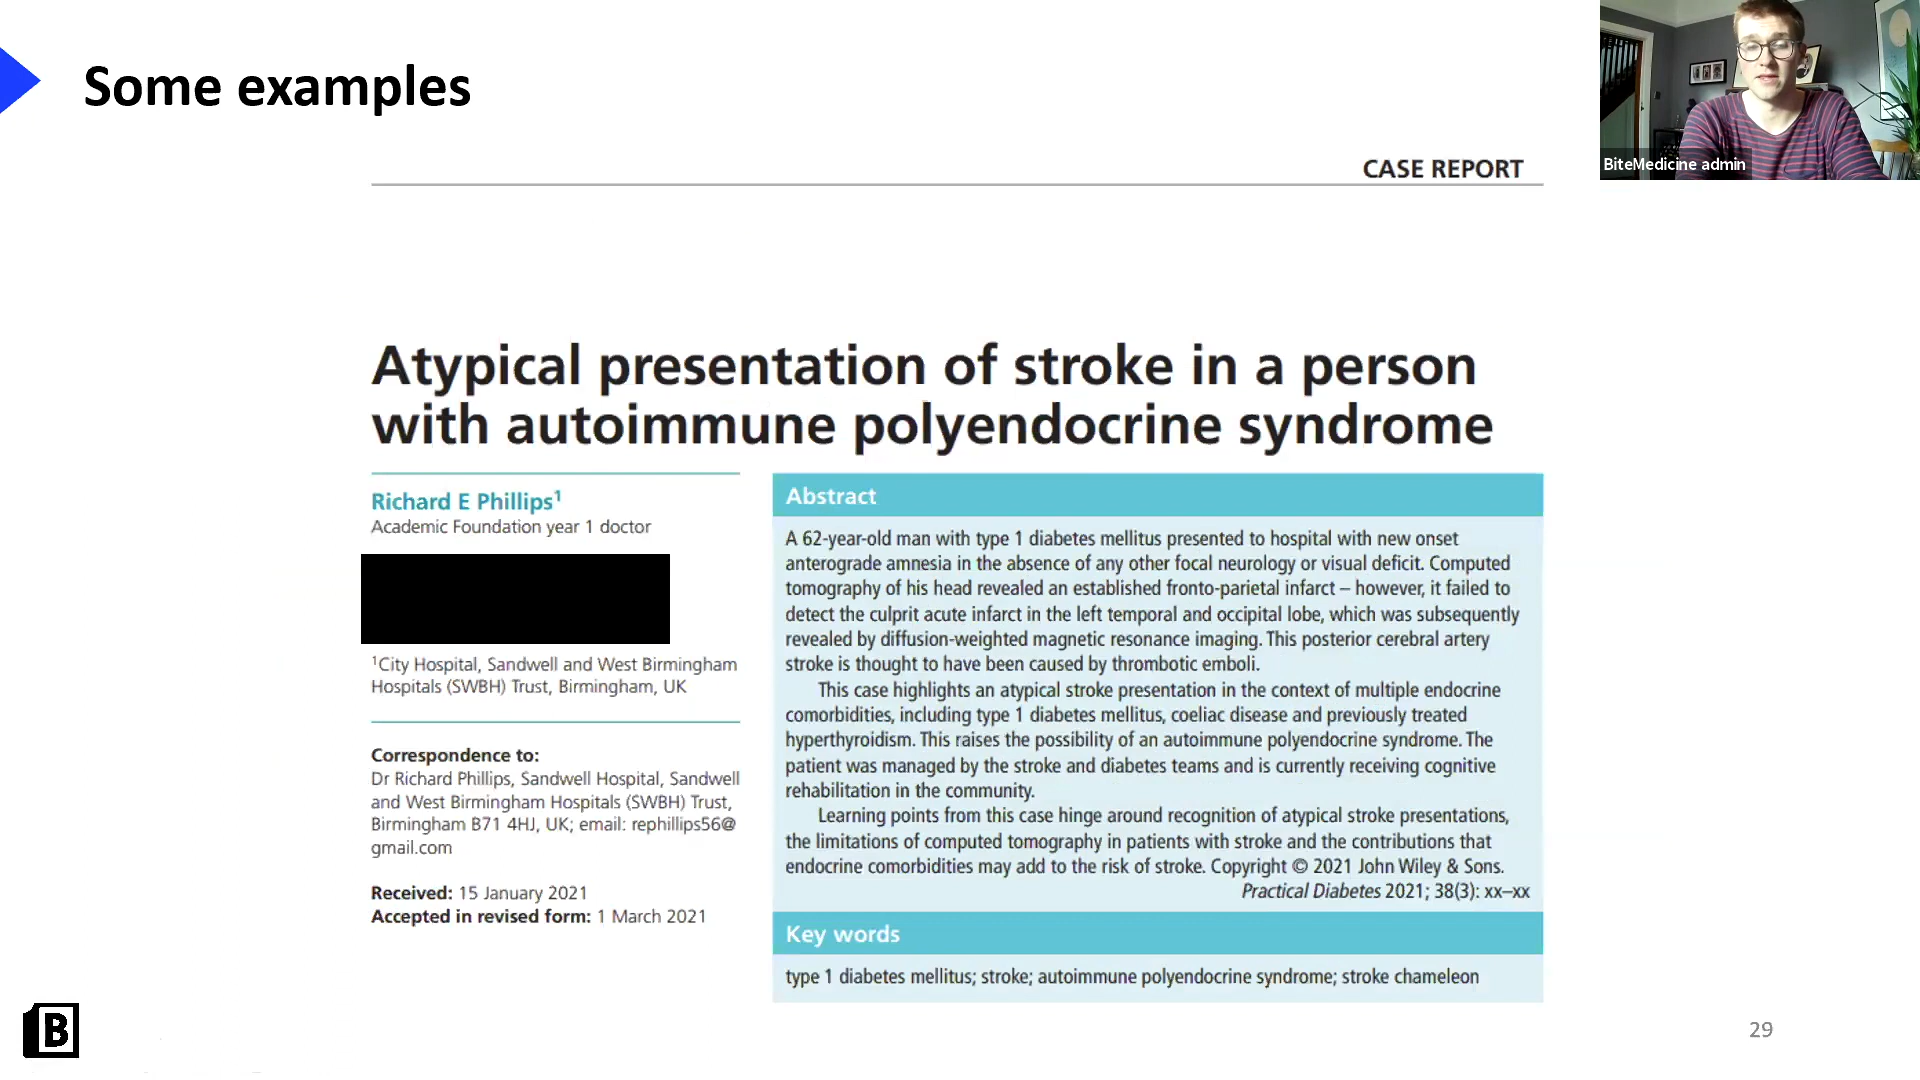 Some examples
BiteMedicine admin
CASE REPORT
Atypical presentation of stroke in a person
with autoimmune polyendocrine syndrome
Richard E Phillips¹
Academic Foundation year 1 doctor
¹City Hospital, Sandwell and West Birmingham
Hospitals (SWBH) Trust, Birmingham, UK
Correspondence to:
Dr Richard Phillips, Sandwell Hospital, Sandwell
and West Birmingham Hospitals (SWBH) Trust,
Birmingham B71 4HJ, UK; email: rephillips56@
gmail.com
Received: 15 January 2021
Accepted in revised form: 1 March 2021
Abstract
A 62-year-old man with type 1 diabetes mellitus presented to hospital with new onset
anterograde amnesia in the absence of any other focal neurology or visual deficit. Computed
tomography of his head revealed an established fronto-parietal infarct – however, it failed to
detect the culprit acute infarct in the left temporal and occipital lobe, which was subsequently
revealed by diffusion-weighted magnetic resonance imaging. This posterior cerebral artery
stroke is thought to have been caused by thrombotic emboli.
This case highlights an atypical stroke presentation in the context of multiple endocrine
comorbidities, including type 1 diabetes mellitus, coeliac disease and previously treated
hyperthyroidism. This raises the possibility of an autoimmune polyendocrine syndrome. The
patient was managed by the stroke and diabetes teams and is currently receiving cognitive
rehabilitation in the community.
Learning points from this case hinge around recognition of atypical stroke presentations,
the limitations of computed tomography in patients with stroke and the contributions that
endocrine comorbidities may add to the risk of stroke. Copyright © 2021 John Wiley & Sons.
Practical Diabetes 2021; 38(3): xx–xx
Key words
type 1 diabetes mellitus; stroke; autoimmune polyendocrine syndrome; stroke chameleon
B
29